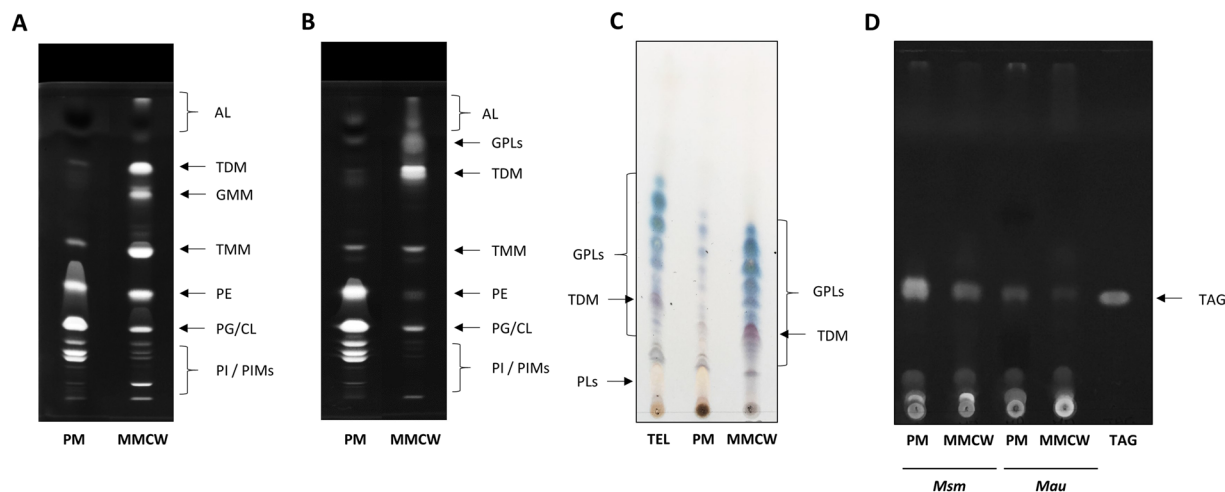 A
AL
TDM
GMM
TMM
PE
PG/CL
PI / PIMs
PM MMCW
B
AL
GPLs
TDM
TMM
PE
PG/CL
PI / PIMs
PM MMCW
C
GPLs
TDM
PLs
GPLs
TDM
TEL PM MMCW
D
TAG
PM MMCW PM MMCW TAG
Msm Mau